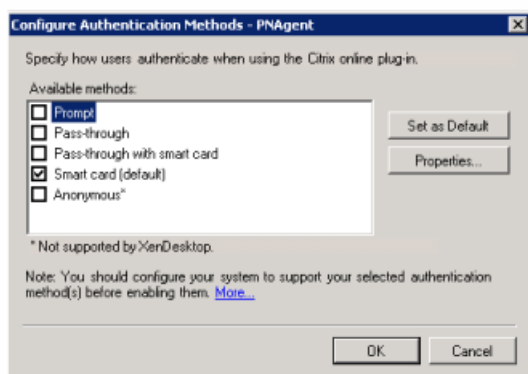 Configure Authentication Methods - PNAgent
Specify how users authenticate when using the Citrix online plug-in.
Available methods:
Prompt
Pass-through
Pass-through with smart card
Smart card (default)
Anonymous*
Set as Default
Properties...
* Not supported by XenDesktop.
Note: You should configure your system to support your selected authentication
method(s) before enabling them. More...
OK
Cancel